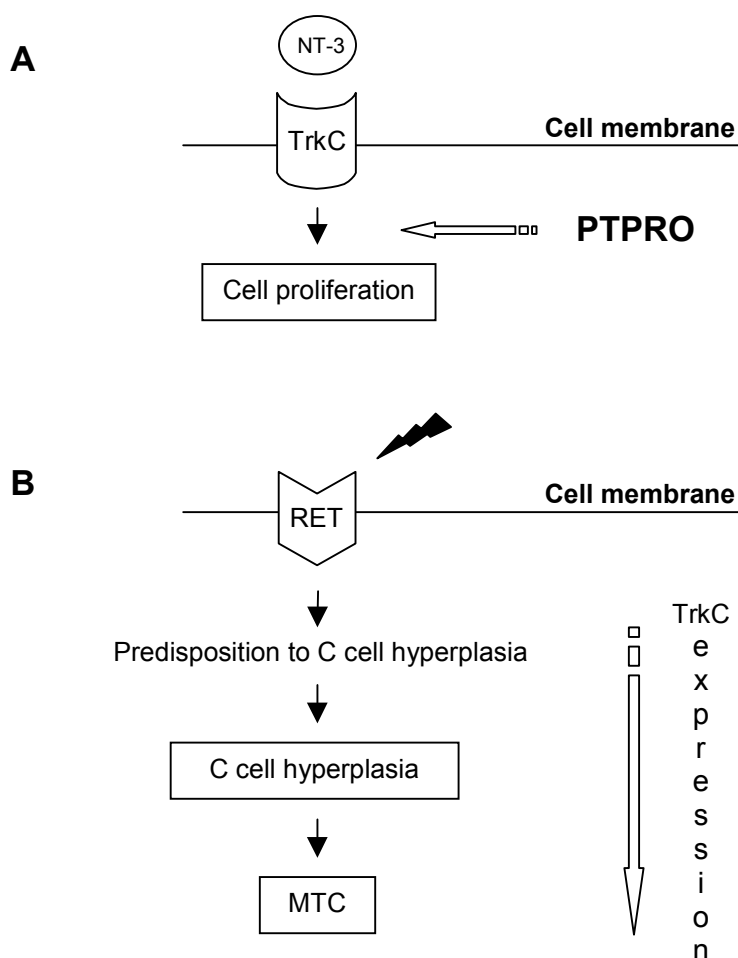 A
NT-3
TrkC
Cell membrane
PTPRO
Cell proliferation
B
RET
Cell membrane
Predisposition to C cell hyperplasia
C cell hyperplasia
MTC
TrkC
e
x
p
r
e
s
s
i
o
n